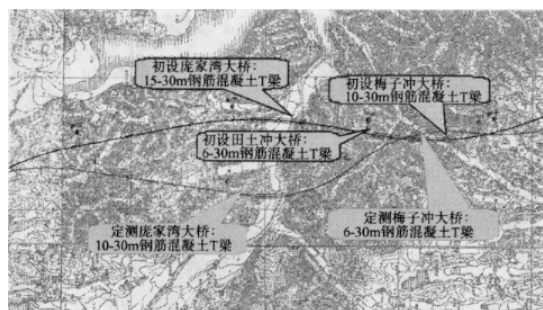 初设庞家湾大桥：
15-30m钢筋混凝土T梁
初设梅子冲大桥：
10-30m钢筋混凝土T梁
初设田土冲大桥：
6-30m钢筋混凝土T梁
定测庞家湾大桥：
10-30m钢筋混凝土T梁
定测梅子冲大桥：
6-30m钢筋混凝土T梁